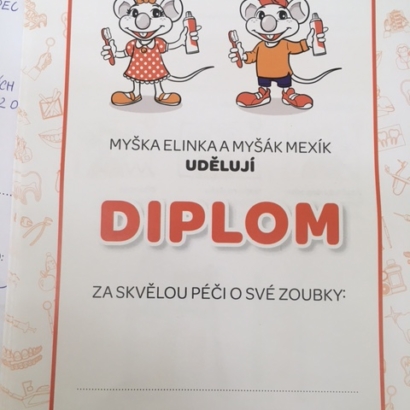 MYŠKA ELINKA A MYŠÁK MEXÍK
UDĚLUJÍ
DIPLOM
ZA SKVĚLOU PÉČI O SVÉ ZOUBKY: